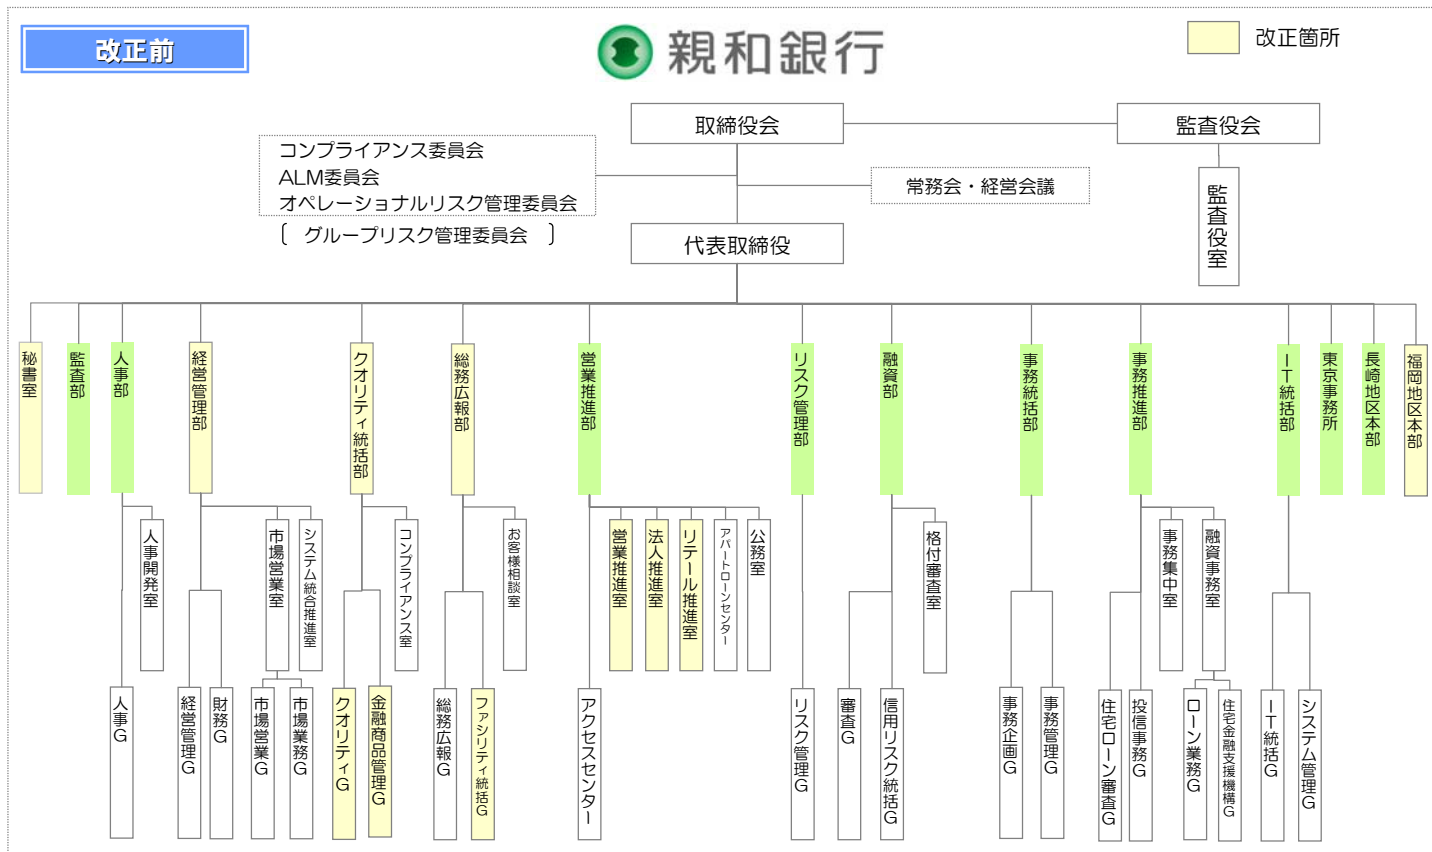 改正前
親和銀行
改正箇所
取締役会
監査役会
コンプライアンス委員会
ALM委員会
オペレーショナルリスク管理委員会
〔 グループリスク管理委員会 〕
常務会・経営会議
監査役室
代表取締役
秘書室
監査部
人事部
経営管理部
クオリティ統括部
総務広報部
営業推進部
リスク管理部
融資部
事務統括部
事務推進部
IT統括部
東京事務所
長崎地区本部
福岡地区本部
人事開発室
市場営業室
システム統合推進室
コンプライアンス室
お客様相談室
営業推進室
法人推進室
リテール推進室
アパートローンセンター
公務室
格付審査室
事務集中室
融資事務室
人事G
経営管理G
財務G
市場営業G
市場業務G
クオリティG
金融商品管理G
総務広報G
ファシリティ統括G
アクセスセンター
リスク管理G
審査G
信用リスク統括G
事務企画G
事務管理G
住宅ローン審査G
投信事務G
ローン業務G
住宅金融支援機構G
IT統括G
システム管理G